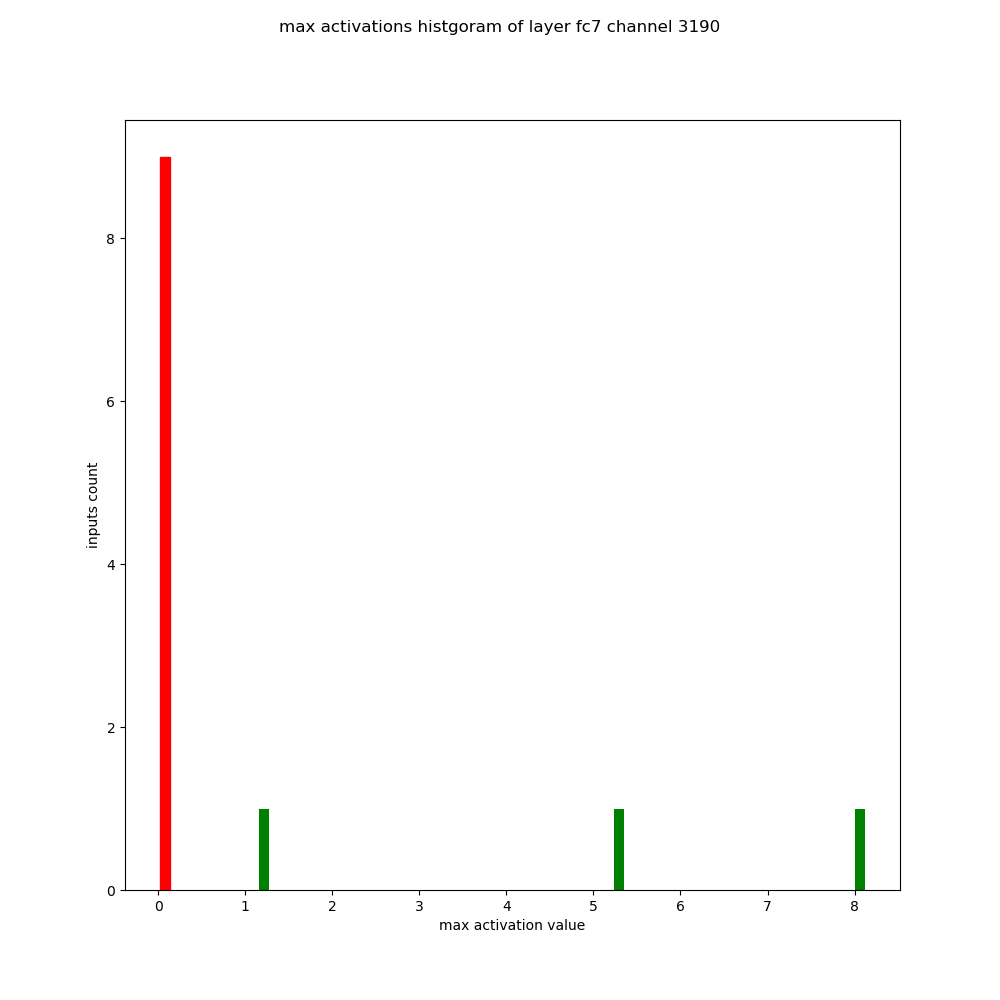 max activations histgoram of layer fc7 channel 3190
8
6
4
2
0
inputs count
0 1 2 3 4 5 6 7 8
max activation value